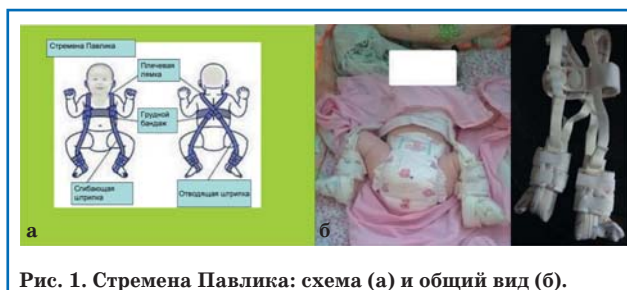 Стремена Павлика
Плечевая
лямка
Грудной
бандаж
Сгибающая
штрипка
Отводящая штрипка
а
б
Рис. 1. Стремена Павлика: схема (а) и общий вид (б).